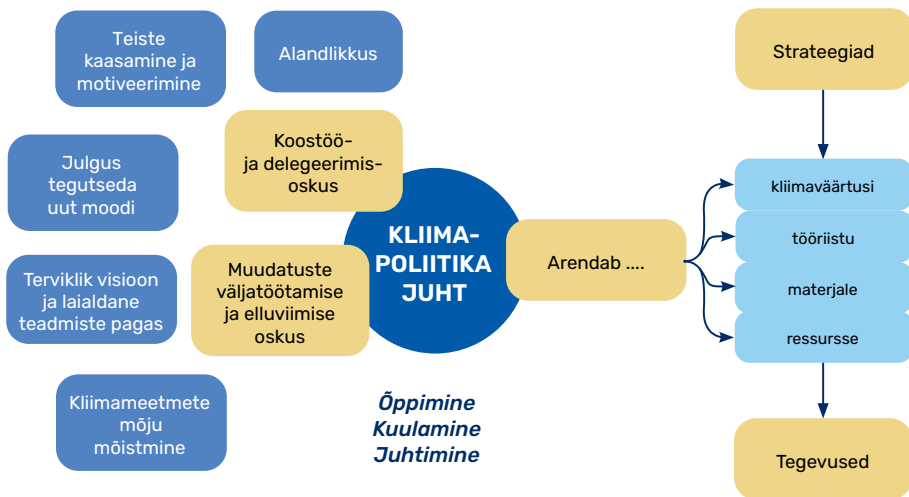 Teiste
kaasamine ja
motiveerimine
Alandlikkus
Julgus
tegutseda
uut moodi
Koostöö-
ja delegeerimis-
oskus
Terviklik visioon
ja laialdane
teadmiste pagas
Muudatuste
väljatöötamise
ja elluviimise
oskus
Kliimameetmete
mõju
mõistmine
KLIIMA-
POLIITIKA
JUHT
Õppimine
Kuulamine
Juhtimine
Arendab ....
Strateegiad
kliimaväärtusi
tööriistu
materjale
ressursse
Tegevused